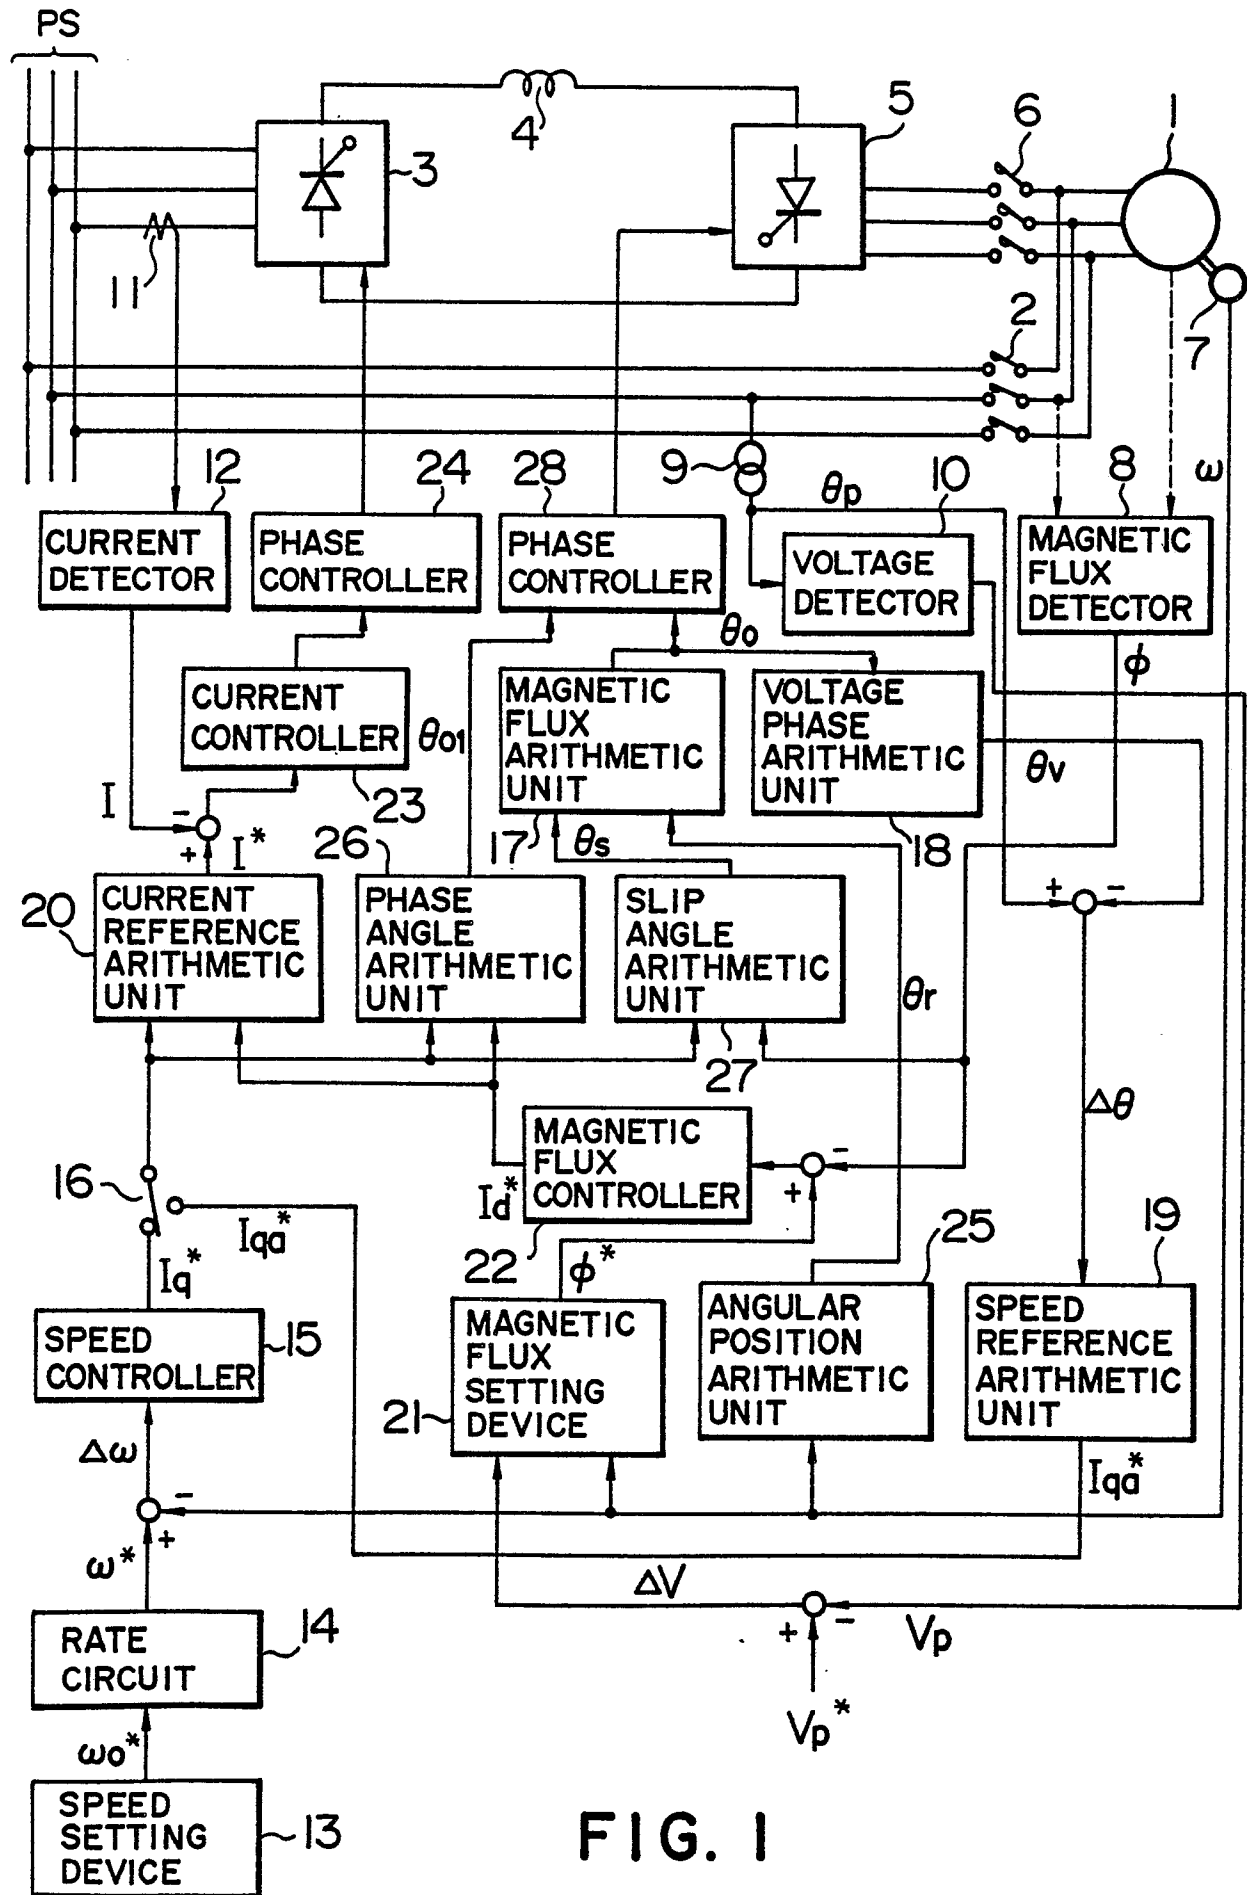 PS
4
5
6
1
3
11
2
7
12
24
28
9
θp
10
8
ω
CURRENT
DETECTOR
PHASE
CONTROLLER
PHASE
CONTROLLER
VOLTAGE
DETECTOR
MAGNETIC
FLUX
DETECTOR
θo
φ
CURRENT
CONTROLLER
θo1
MAGNETIC
FLUX
ARITHMETIC
UNIT
VOLTAGE
PHASE
ARITHMETIC
UNIT
θv
I
-
23
+
I*
26
17
θs
18
20
CURRENT
REFERENCE
ARITHMETIC
UNIT
PHASE
ANGLE
ARITHMETIC
UNIT
SLIP
ANGLE
ARITHMETIC
UNIT
+
-
θr
27
Δθ
MAGNETIC
FLUX
CONTROLLER
-
+
16
Iqa*
Id*
22
φ*
25
19
Iq*
SPEED
CONTROLLER
15
MAGNETIC
FLUX
SETTING
DEVICE
21
ANGULAR
POSITION
ARITHMETIC
UNIT
SPEED
REFERENCE
ARITHMETIC
UNIT
Δω
Iqa*
-
+
ω*
ΔV
+
-
Vp
RATE
CIRCUIT
14
Vp*
ωo*
SPEED
SETTING
DEVICE
13
FIG. 1